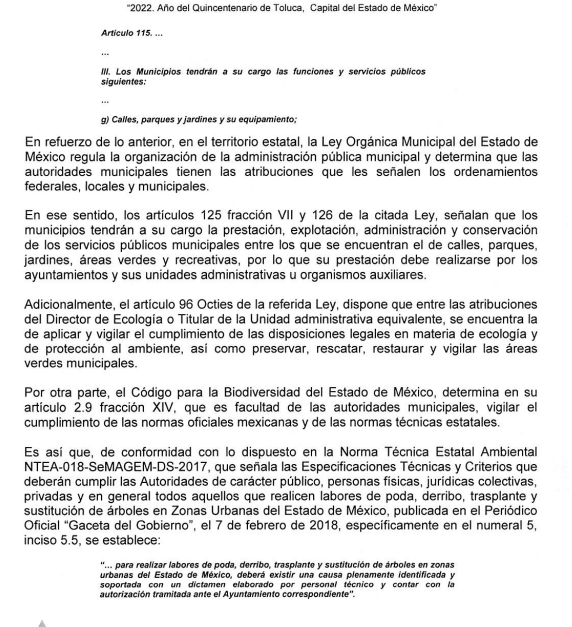 “2022. Año del Quincentenario de Toluca, Capital del Estado de México”
Artículo 115. ...
...
III. Los Municipios tendrán a su cargo las funciones y servicios públicos
siguientes:
...
g) Calles, parques y jardines y su equipamiento;
En refuerzo de lo anterior, en el territorio estatal, la Ley Orgánica Municipal del Estado de
México regula la organización de la administración pública municipal y determina que las
autoridades municipales tienen las atribuciones que les señalen los ordenamientos
federales, locales y municipales.
En ese sentido, los artículos 125 fracción VII y 126 de la citada Ley, señalan que los
municipios tendrán a su cargo la prestación, explotación, administración y conservación
de los servicios públicos municipales entre los que se encuentran el de calles, parques,
jardines, áreas verdes y recreativas, por lo que su prestación debe realizarse por los
ayuntamientos y sus unidades administrativas u organismos auxiliares.
Adicionalmente, el artículo 96 Octies de la referida Ley, dispone que entre las atribuciones
del Director de Ecología o Titular de la Unidad administrativa equivalente, se encuentra la
de aplicar y vigilar el cumplimiento de las disposiciones legales en materia de ecología y
de protección al ambiente, así como preservar, rescatar, restaurar y vigilar las áreas
verdes municipales.
Por otra parte, el Código para la Biodiversidad del Estado de México, determina en su
artículo 2.9 fracción XIV, que es facultad de las autoridades municipales, vigilar el
cumplimiento de las normas oficiales mexicanas y de las normas técnicas estatales.
Es así que, de conformidad con lo dispuesto en la Norma Técnica Estatal Ambiental
NTEA-018-SeMAGEM-DS-2017, que señala las Especificaciones Técnicas y Criterios que
deberán cumplir las Autoridades de carácter público, personas físicas, jurídicas colectivas,
privadas y en general todos aquellos que realicen labores de poda, derribo, trasplante y
sustitución de árboles en Zonas Urbanas del Estado de México, publicada en el Periódico
Oficial “Gaceta del Gobierno”, el 7 de febrero de 2018, específicamente en el numeral 5,
inciso 5.5, se establece:
“... para realizar labores de poda, derribo, trasplante y sustitución de árboles en zonas
urbanas del Estado de México, deberá existir una causa plenamente identificada y
soportada con un dictamen elaborado por personal técnico y contar con la
autorización tramitada ante el Ayuntamiento correspondiente”.